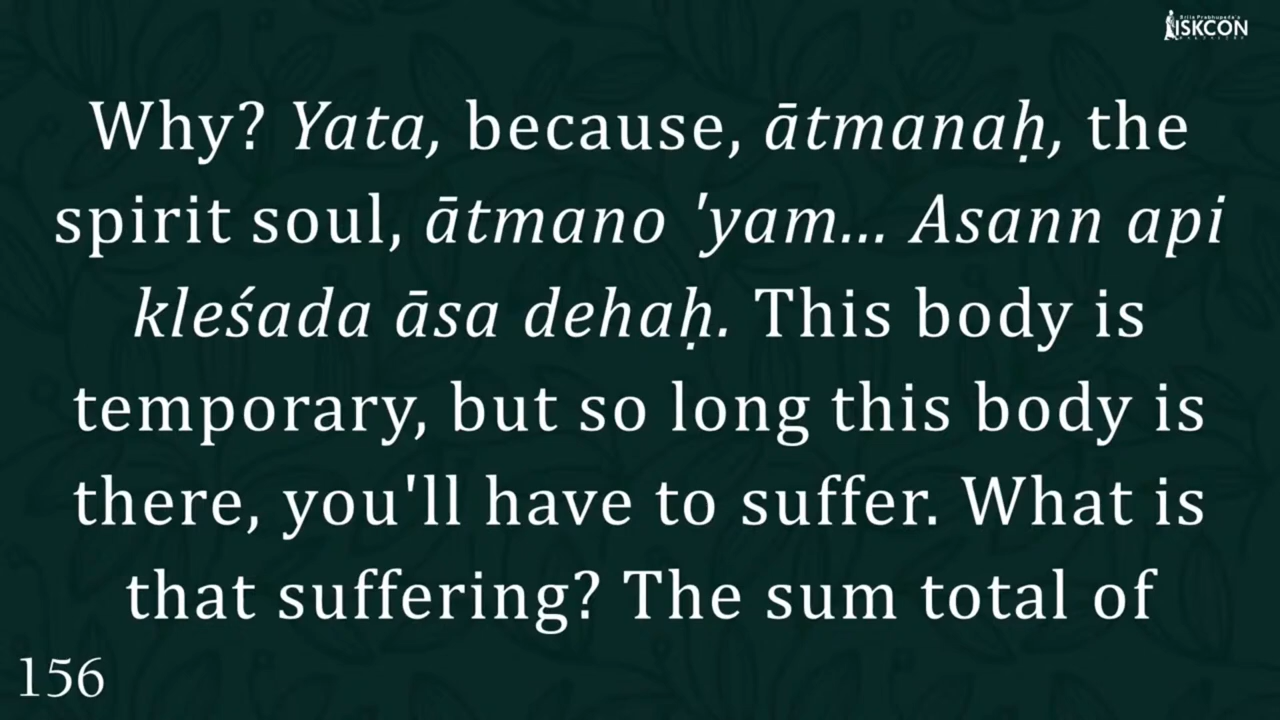 Srila Prabhupada's
ISKCON
Why? Yata, because, ātmanaḥ, the
spirit soul, ātmano 'yam... Asann api
kleśada āsa dehaḥ. This body is
temporary, but so long this body is
there, you'll have to suffer. What is
that suffering? The sum total of
156